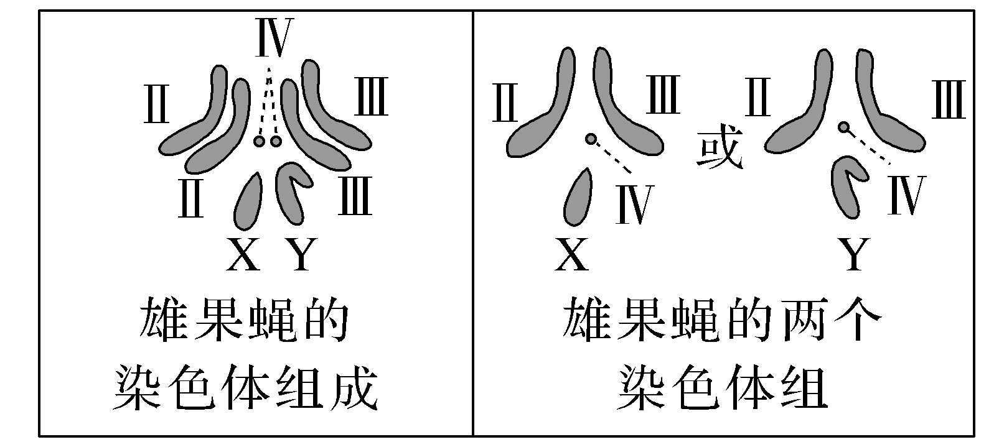 Ⅳ
Ⅱ Ⅲ
Ⅱ Ⅲ
X Y
雄果蝇的
染色体组成
Ⅱ Ⅲ 或 Ⅱ Ⅲ
Ⅳ Ⅳ
X Y
雄果蝇的两个
染色体组